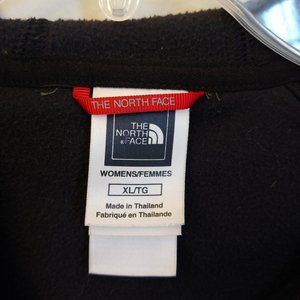 THE NORTH FACE
THE
NORTH
FACE
WOMENS/FEMMES
XL/TG
Made in Thailand
Fabriqué en Thaïlande